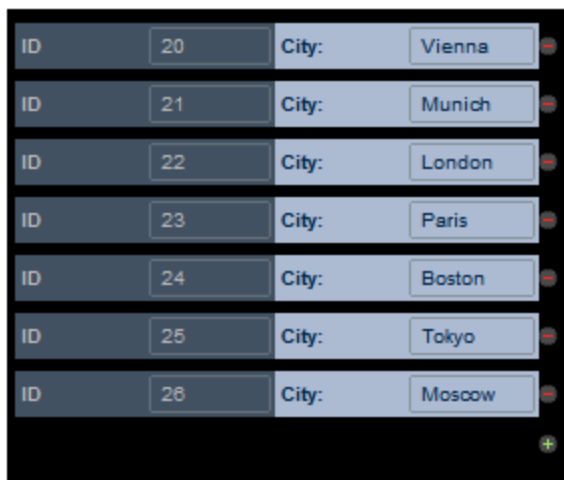 ID 20 City: Vienna
ID 21 City: Munich
ID 22 City: London
ID 23 City: Paris
ID 24 City: Boston
ID 25 City: Tokyo
ID 26 City: Moscow